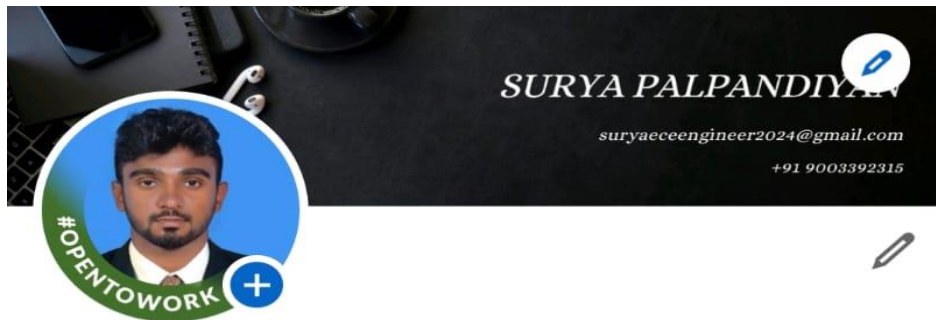 SURYA PALPANDIYAN
suryaeceengineer2024@gmail.com
+91 9003392315
#OPENTOWORK